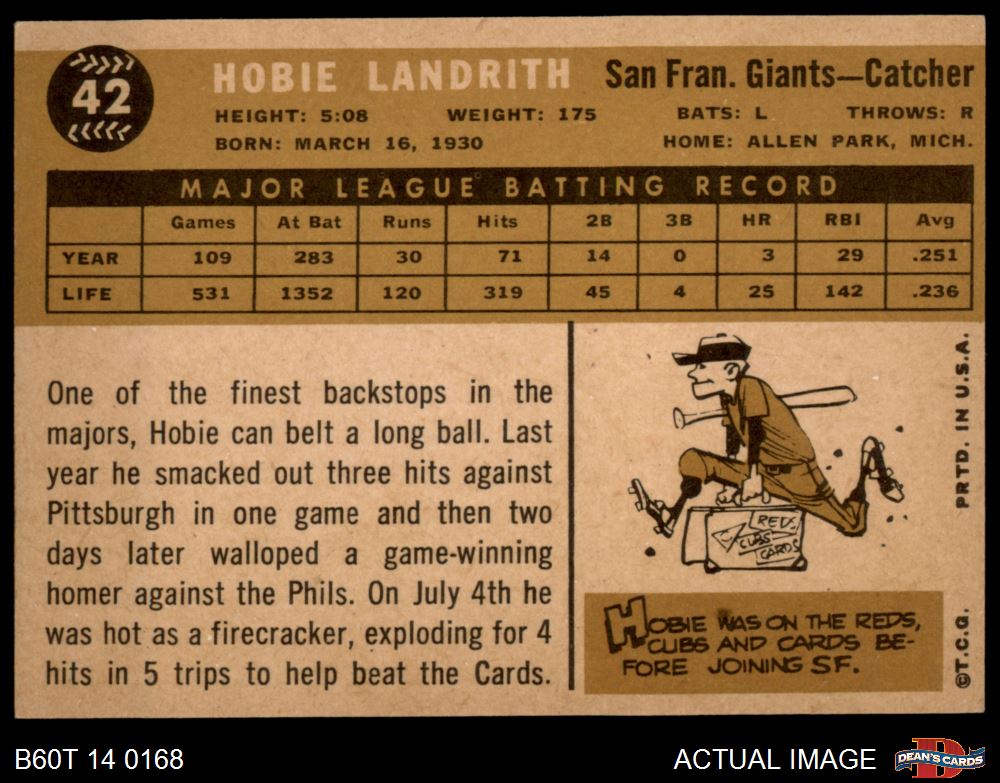 42
HOBIE LANDRITH San Fran. Giants—Catcher
HEIGHT: 5:08 WEIGHT: 175 BATS: L THROWS: R
BORN: MARCH 16, 1930 HOME: ALLEN PARK, MICH.
MAJOR LEAGUE BATTING RECORD
Games At Bat Runs Hits 2B 3B HR RBI Avg
YEAR 109 283 30 71 14 0 3 29 .251
LIFE 531 1352 120 319 45 4 25 142 .236
One of the finest backstops in the
majors, Hobie can belt a long ball. Last
year he smacked out three hits against
Pittsburgh in one game and then two
days later walloped a game-winning
homer against the Phils. On July 4th he
was hot as a firecracker, exploding for 4
hits in 5 trips to help beat the Cards.
REDS
CUBS
CARDS
HOBIE WAS ON THE REDS,
CUBS AND CARDS BE-
FORE JOINING S.F.
PRTD. IN U.S.A.
©T.C.G.
B60T 14 0168 ACTUAL IMAGE
DEAN'S CARDS